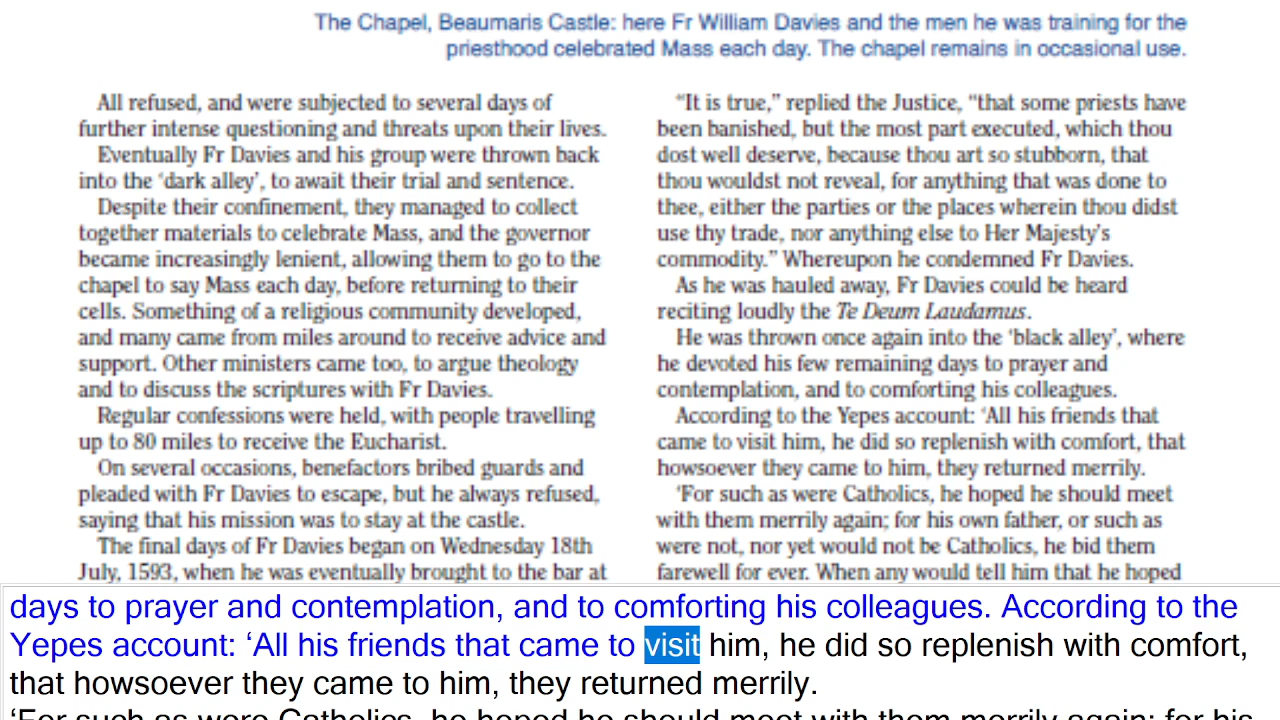 The Chapel, Beaumaris Castle: here Fr William Davies and the men he was training for the
priesthood celebrated Mass each day. The chapel remains in occasional use.
All refused, and were subjected to several days of
further intense questioning and threats upon their lives.
Eventually Fr Davies and his group were thrown back
into the ‘dark alley’, to await their trial and sentence.
Despite their confinement, they managed to collect
together materials to celebrate Mass, and the governor
became increasingly lenient, allowing them to go to the
chapel to say Mass each day, before returning to their
cells. Something of a religious community developed,
and many came from miles around to receive advice and
support. Other ministers came too, to argue theology
and to discuss the scriptures with Fr Davies.
Regular confessions were held, with people travelling
up to 80 miles to receive the Eucharist.
On several occasions, benefactors bribed guards and
pleaded with Fr Davies to escape, but he always refused,
saying that his mission was to stay at the castle.
The final days of Fr Davies began on Wednesday 18th
July, 1593, when he was eventually brought to the bar at
“It is true,” replied the Justice, “that some priests have
been banished, but the most part executed, which thou
dost well deserve, because thou art so stubborn, that
thou wouldst not reveal, for anything that was done to
thee, either the parties or the places wherein thou didst
use thy trade, nor anything else to Her Majesty’s
commodity.” Whereupon he condemned Fr Davies.
As he was hauled away, Fr Davies could be heard
reciting loudly the Te Deum Laudamus.
He was thrown once again into the ‘black alley’, where
he devoted his few remaining days to prayer and
contemplation, and to comforting his colleagues.
According to the Yepes account: ‘All his friends that
came to visit him, he did so replenish with comfort, that
howsoever they came to him, they returned merrily.
‘For such as were Catholics, he hoped he should meet
with them merrily again; for his own father, or such as
were not, nor yet would not be Catholics, he bid them
farewell for ever. When any would tell him that he hoped
days to prayer and contemplation, and to comforting his colleagues. According to the
Yepes account: ‘All his friends that came to visit him, he did so replenish with comfort,
that howsoever they came to him, they returned merrily.
‘For such as were Catholics, he hoped he should meet with them merrily again; for his